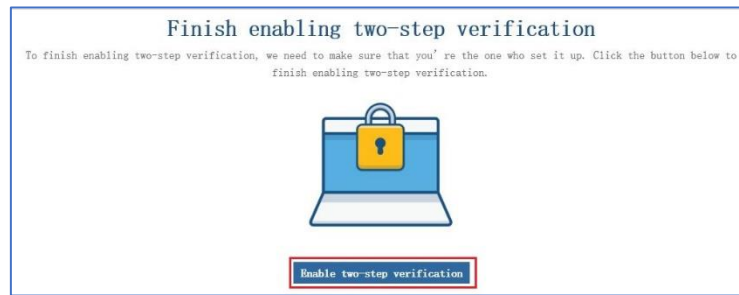 Finish enabling two-step verification
To finish enabling two-step verification, we need to make sure that you're the one who set it up. Click the button below to
finish enabling two-step verification.
Enable two-step verification